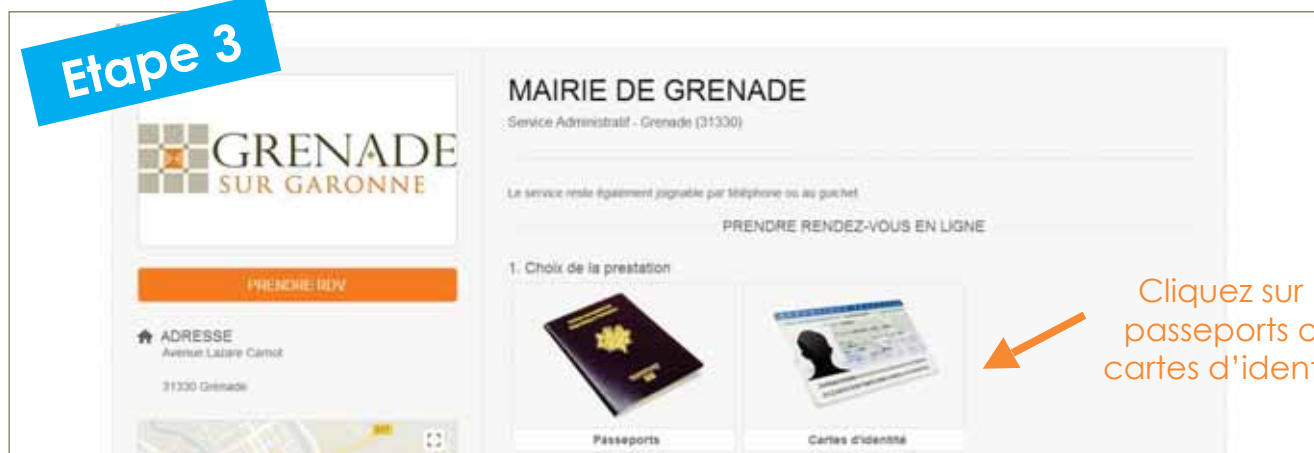 Etape 3
GRENADE
SUR GARONNE
PRENDRE RDV
ADRESSE
Avenue Lazare Carnot
31330 Grenade
MAIRIE DE GRENADE
Service Administratif - Grenade (31330)
Le service reste également joignable par téléphone ou au guichet
PRENDRE RENDEZ-VOUS EN LIGNE
1. Choix de la prestation
Passeports
Cartes d'identité
Cliquez sur
passeports o
cartes d'ident